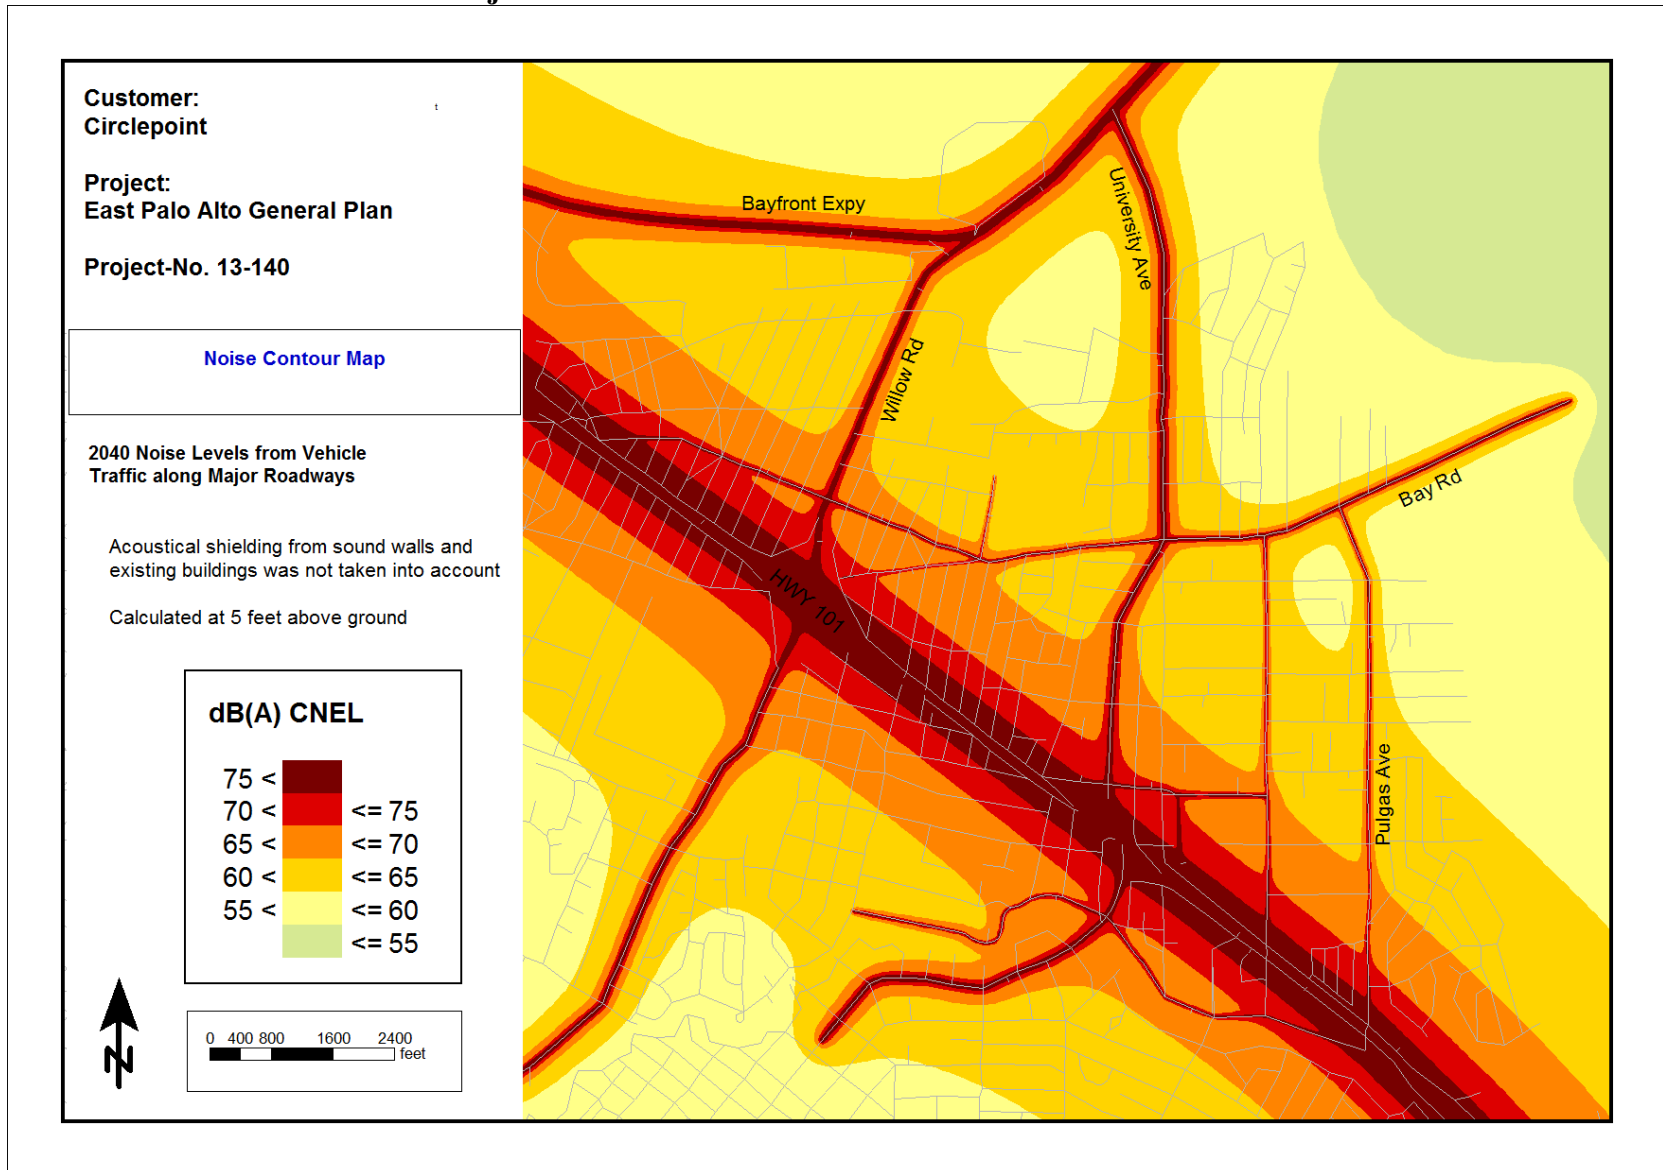 Customer:
Circlepoint
t
Project:
East Palo Alto General Plan
Project-No. 13-140
Noise Contour Map
2040 Noise Levels from Vehicle
Traffic along Major Roadways
Acoustical shielding from sound walls and
existing buildings was not taken into account
Calculated at 5 feet above ground
dB(A) CNEL
75 <
70 < <= 75
65 < <= 70
60 < <= 65
55 < <= 60
<= 55
N
0 400 800 1600 2400
feet
Bayfront Expy
University Ave
Willow Rd
Bay Rd
HWY 101
Pulgas Ave